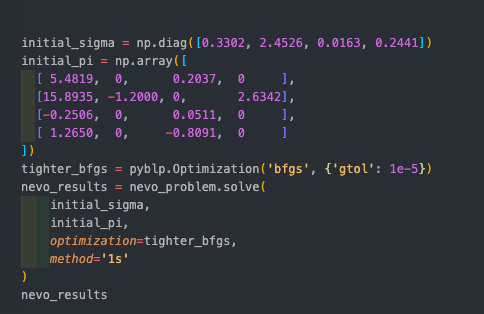 initial_sigma = np.diag([0.3302, 2.4526, 0.0163, 0.2441])
initial_pi = np.array([
  [ 5.4819,  0,      0.2037,  0     ],
  [15.8935, -1.2000, 0,       2.6342],
  [-0.2506,  0,      0.0511,  0     ],
  [ 1.2650,  0,     -0.8091,  0     ]
])
tighter_bfgs = pyblp.Optimization('bfgs', {'gtol': 1e-5})
nevo_results = nevo_problem.solve(
    initial_sigma,
    initial_pi,
    optimization=tighter_bfgs,
    method='1s'
)
nevo_results